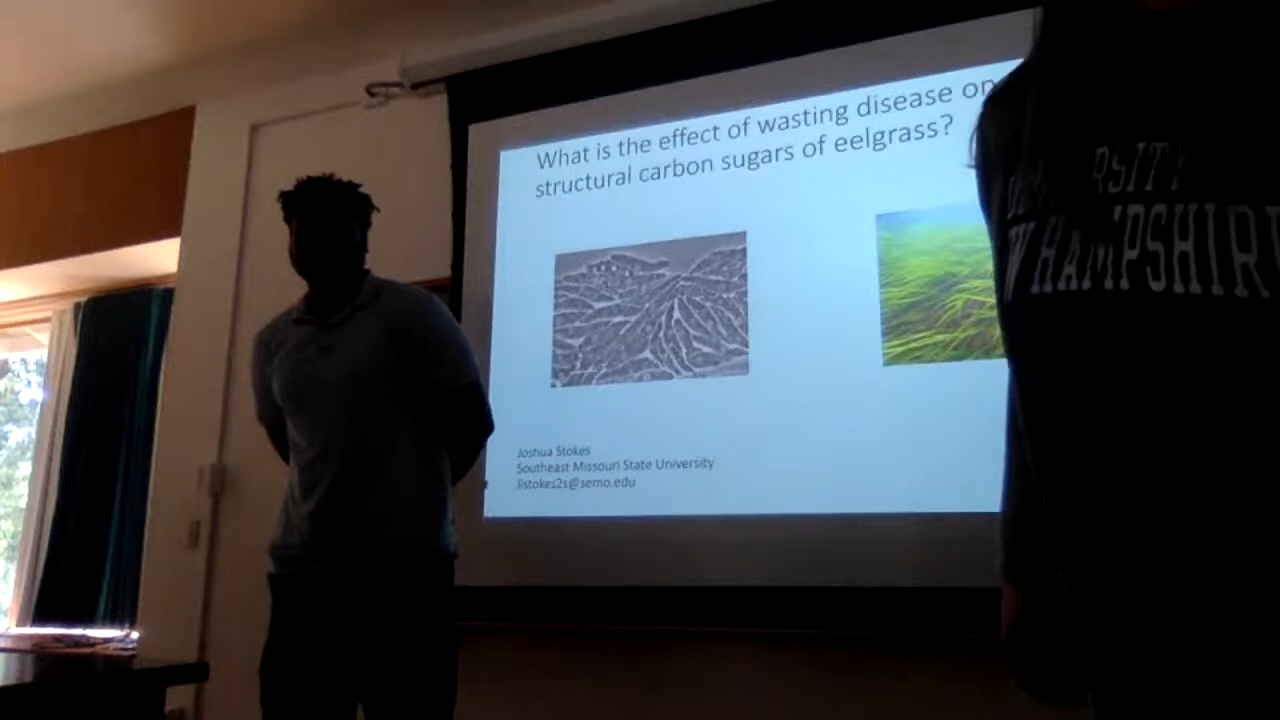 What is the effect of wasting disease on
structural carbon sugars of eelgrass?
Joshua Stokes
Southeast Missouri State University
jlstokes2s@semo.edu
RSITY
HAMPSHIR